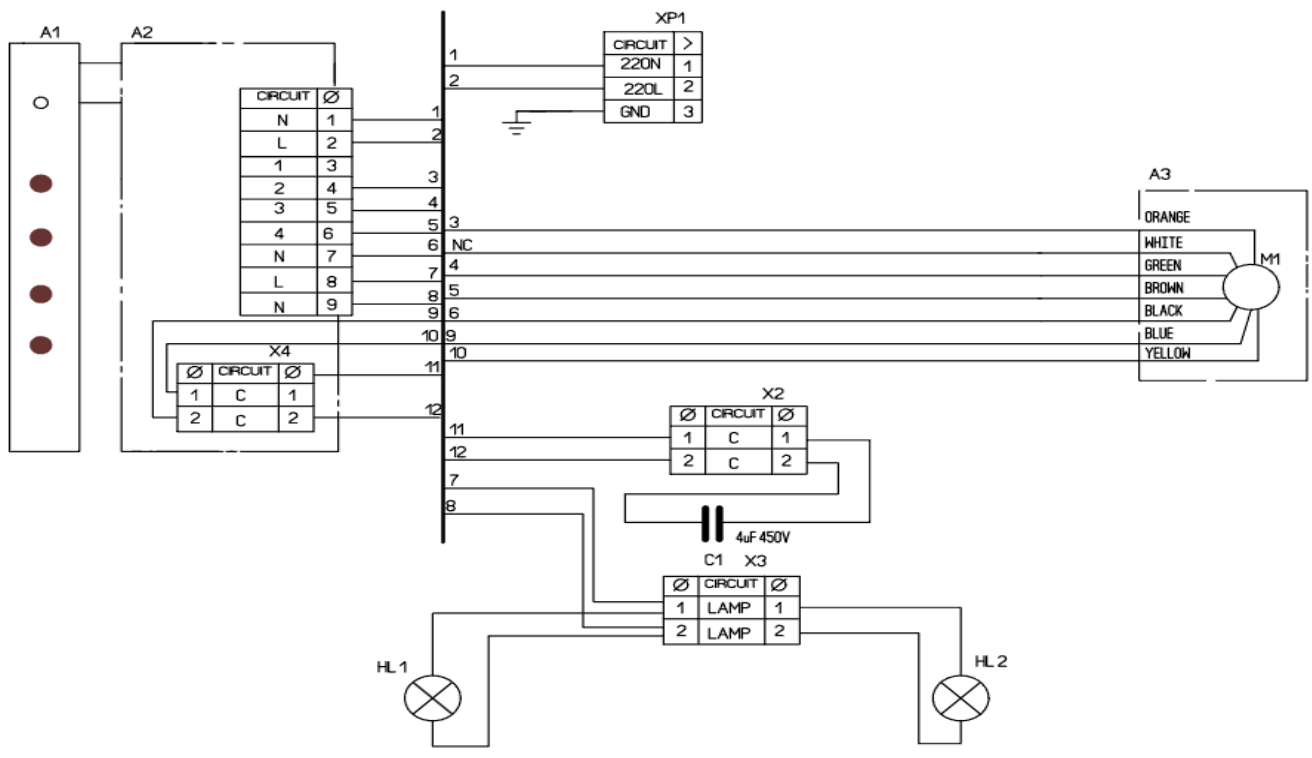 A1
A2
CIRCUIT Ø
N 1
L 2
1 3
2 4
3 5
4 6
N 7
L 8
N 9
X4
Ø CIRCUIT Ø
1 C 1
2 C 2
1
2
3
4
5
6
7
8
9
10
11
12
1
2
3
NC
4
5
6
9
10
11
12
7
8
XP1
CIRCUIT >
220N 1
220L 2
GND 3
A3
ORANGE
WHITE
GREEN
BROWN
BLACK
BLUE
YELLOW
M1
X2
Ø CIRCUIT Ø
1 C 1
2 C 2
4uF 450V
C1
X3
Ø CIRCUIT Ø
1 LAMP 1
2 LAMP 2
HL 1
HL 2